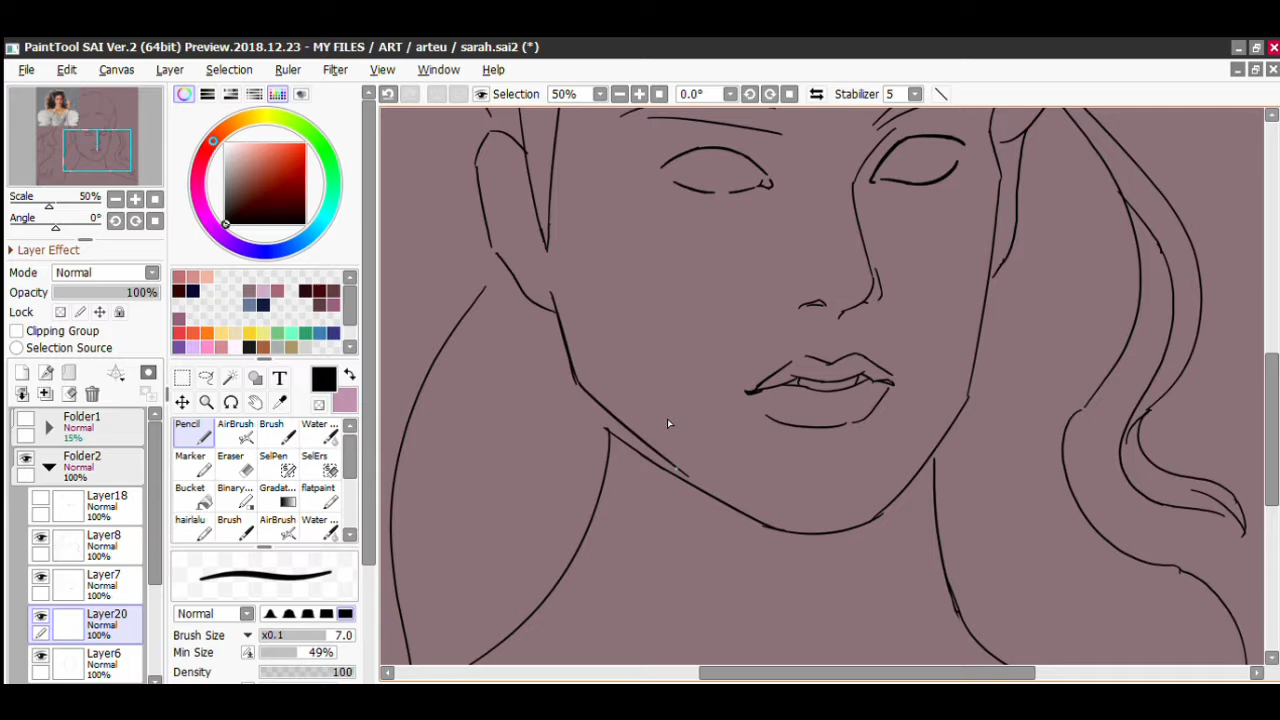 PaintTool SAI Ver.2 (64bit) Preview.2018.12.23 - MY FILES / ART / arteu / sarah.sai2 (*)
File Edit Canvas Layer Selection Ruler Filter View Window Help
Selection 50% 0.0° Stabilizer 5
Scale 50%
Angle 0°
Layer Effect
Mode Normal
Opacity 100%
Lock
Clipping Group
Selection Source
Folder1
Normal
15%
Folder2
Normal
100%
Layer18
Normal
100%
Layer8
Normal
100%
Layer7
Normal
100%
Layer20
Normal
100%
Layer6
Normal
100%
T
Pencil AirBrush Brush Water ...
Marker Eraser SelPen SelErs
Bucket Binary... Gradat... flatpaint
hairlalu Brush AirBrush Water ...
Normal
Brush Size x0.1 7.0
Min Size 49%
Density 100